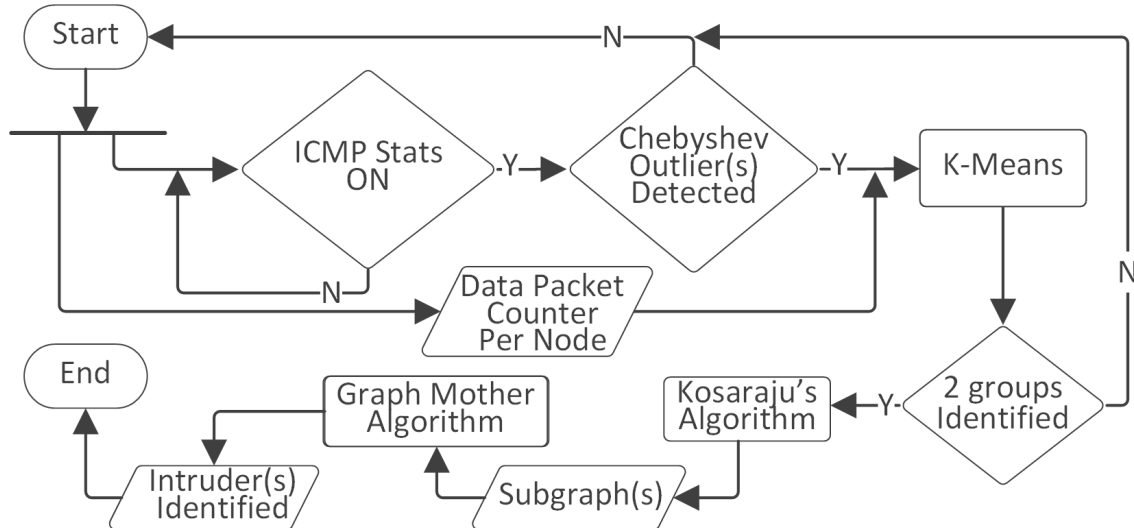 Start
N
ICMP Stats
ON
Y
Chebyshev
Outlier(s)
Detected
Y
K-Means
N
N
Data Packet
Counter
Per Node
End
Graph Mother
Algorithm
Kosaraju's
Algorithm
Y
2 groups
Identified
Intruder(s)
Identified
Subgraph(s)